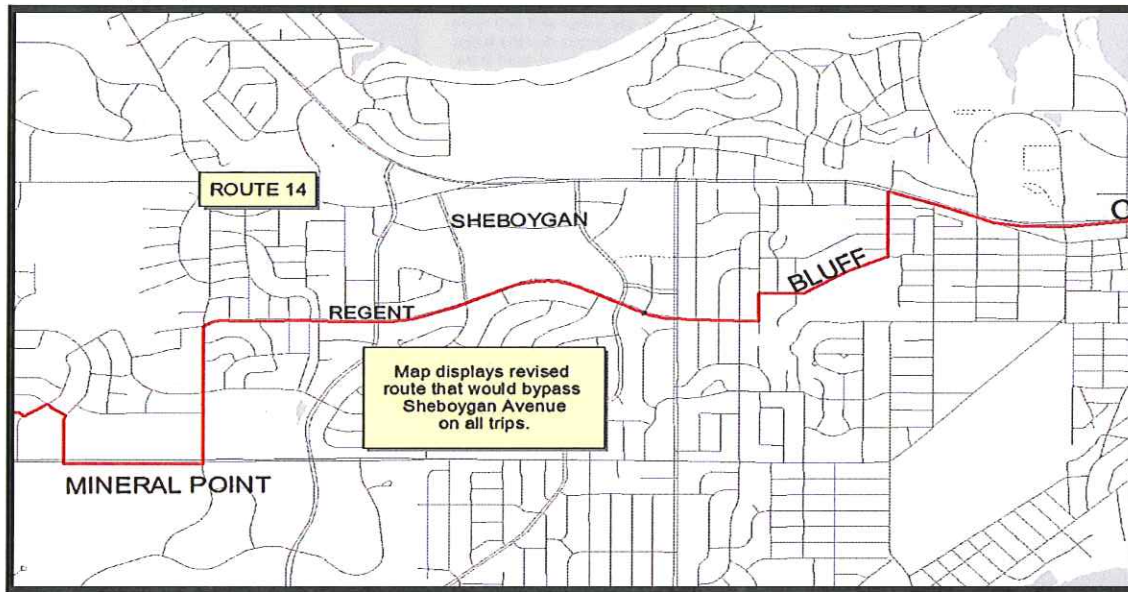 ROUTE 14
SHEBOYGAN
BLUFF
REGENT
Map displays revised
route that would bypass
Sheboygan Avenue
on all trips.
MINERAL POINT